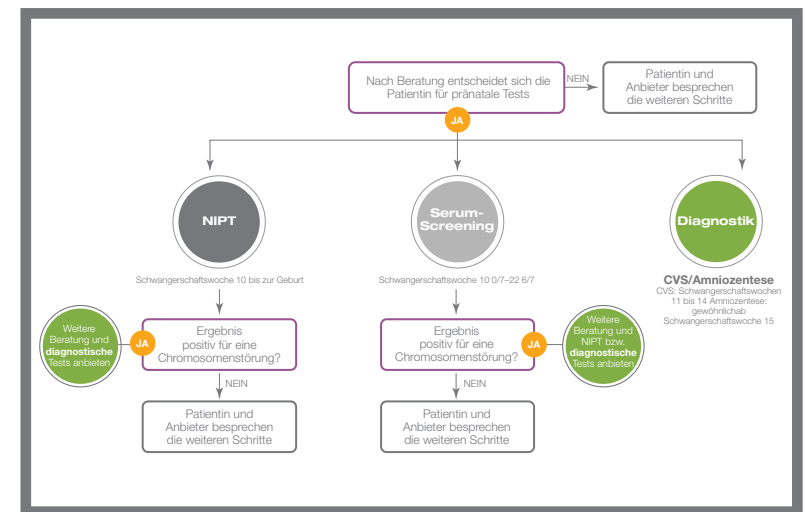 Nach Beratung entscheidet sich die
Patientin für pränatale Tests
NEIN
Patientin und
Anbieter besprechen
die weiteren Schritte
JA
NIPT
Serum-
Screening
Diagnostik
Schwangerschaftswoche 10 bis zur Geburt
Schwangerschaftswoche 10 0/7–22 6/7
CVS/Amniozentese
CVS: Schwangerschaftswochen
11 bis 14 Amniozentese:
gewöhnlichab
Schwangerschaftswoche 15
Weitere
Beratung und
diagnostische
Tests anbieten
JA
Ergebnis
positiv für eine
Chromosomenstörung?
Ergebnis
positiv für eine
Chromosomenstörung?
JA
Weitere
Beratung und
NIPT bzw.
diagnostische
Tests anbieten
NEIN
NEIN
Patientin und
Anbieter besprechen
die weiteren Schritte
Patientin und
Anbieter besprechen
die weiteren Schritte